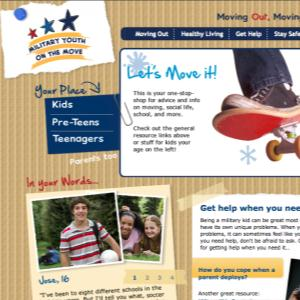 MILITARY YOUTH
ON THE MOVE
Moving Out, Movin
Moving Out
Healthy Living
Get Help
Stay Safe
Your Place
Kids
Pre-Teens
Teenagers
Parents too
Let's Move it!
This is your one-stop-
shop for advice and info
on moving, social life,
school, and more.
Check out the general
resource links above
or stuff for kids your
age on the left!
In your Words...
Jose, 16
1 2 3 4
"I've been to eight different schools in the
Get help when you need
Being a military kid can be great most
have its own unique problems. When y
problems, it can sometimes feel like yo
you need help, don't be afraid to ask. C
for getting help when you need it...
How do you cope when a
parent deploys?
Another great resource: